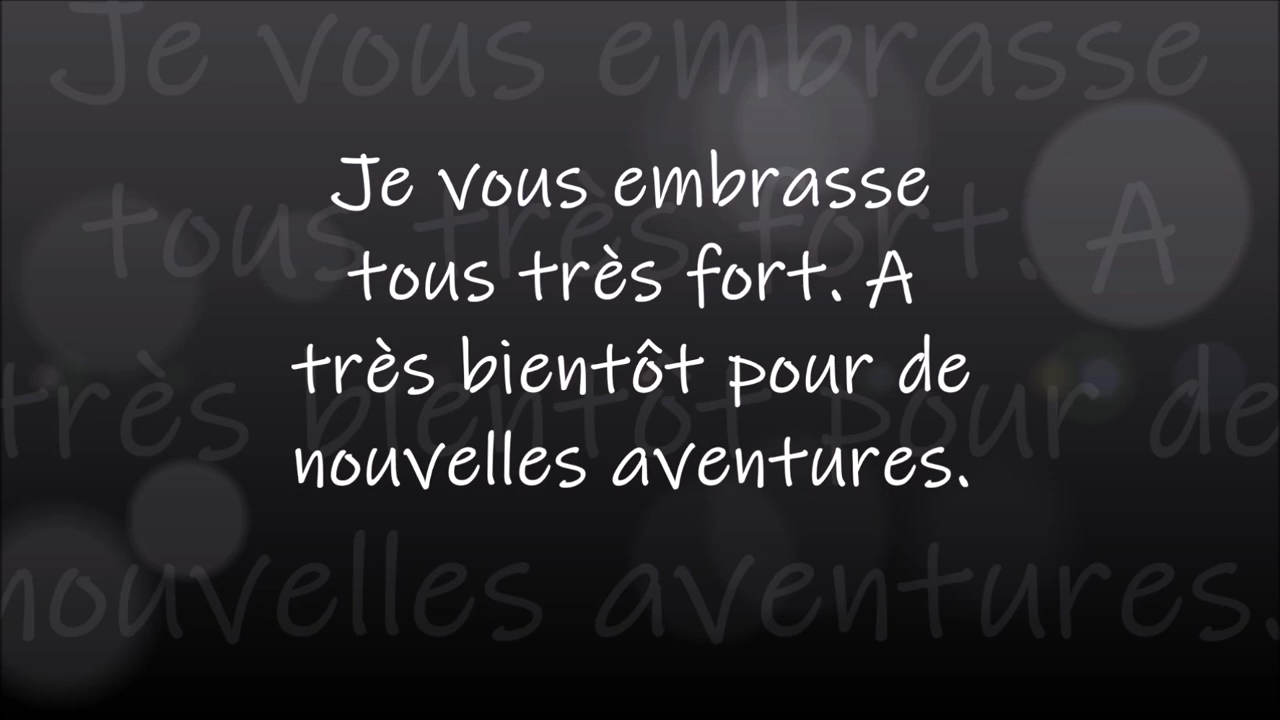 Je vous embrasse
tous très fort. A
très bientôt pour de
nouvelles aventures.